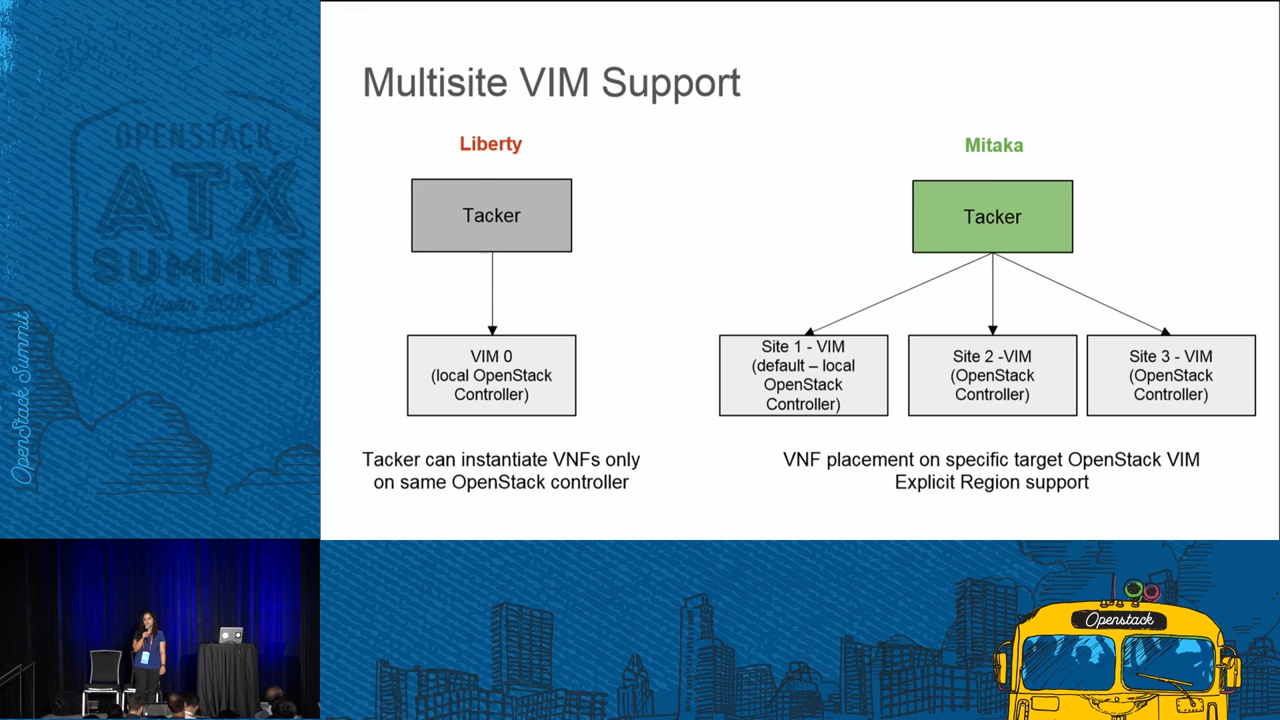 Multisite VIM Support
Liberty
Tacker
VIM 0
(local OpenStack
Controller)
Tacker can instantiate VNFs only
on same OpenStack controller
Mitaka
Tacker
Site 1 - VIM
(default – local
OpenStack
Controller)
Site 2 -VIM
(OpenStack
Controller)
Site 3 - VIM
(OpenStack
Controller)
VNF placement on specific target OpenStack VIM
Explicit Region support
OPENSTACK
ATX
SUMMIT
Austin 2016
OpenStack Summit
Openstack